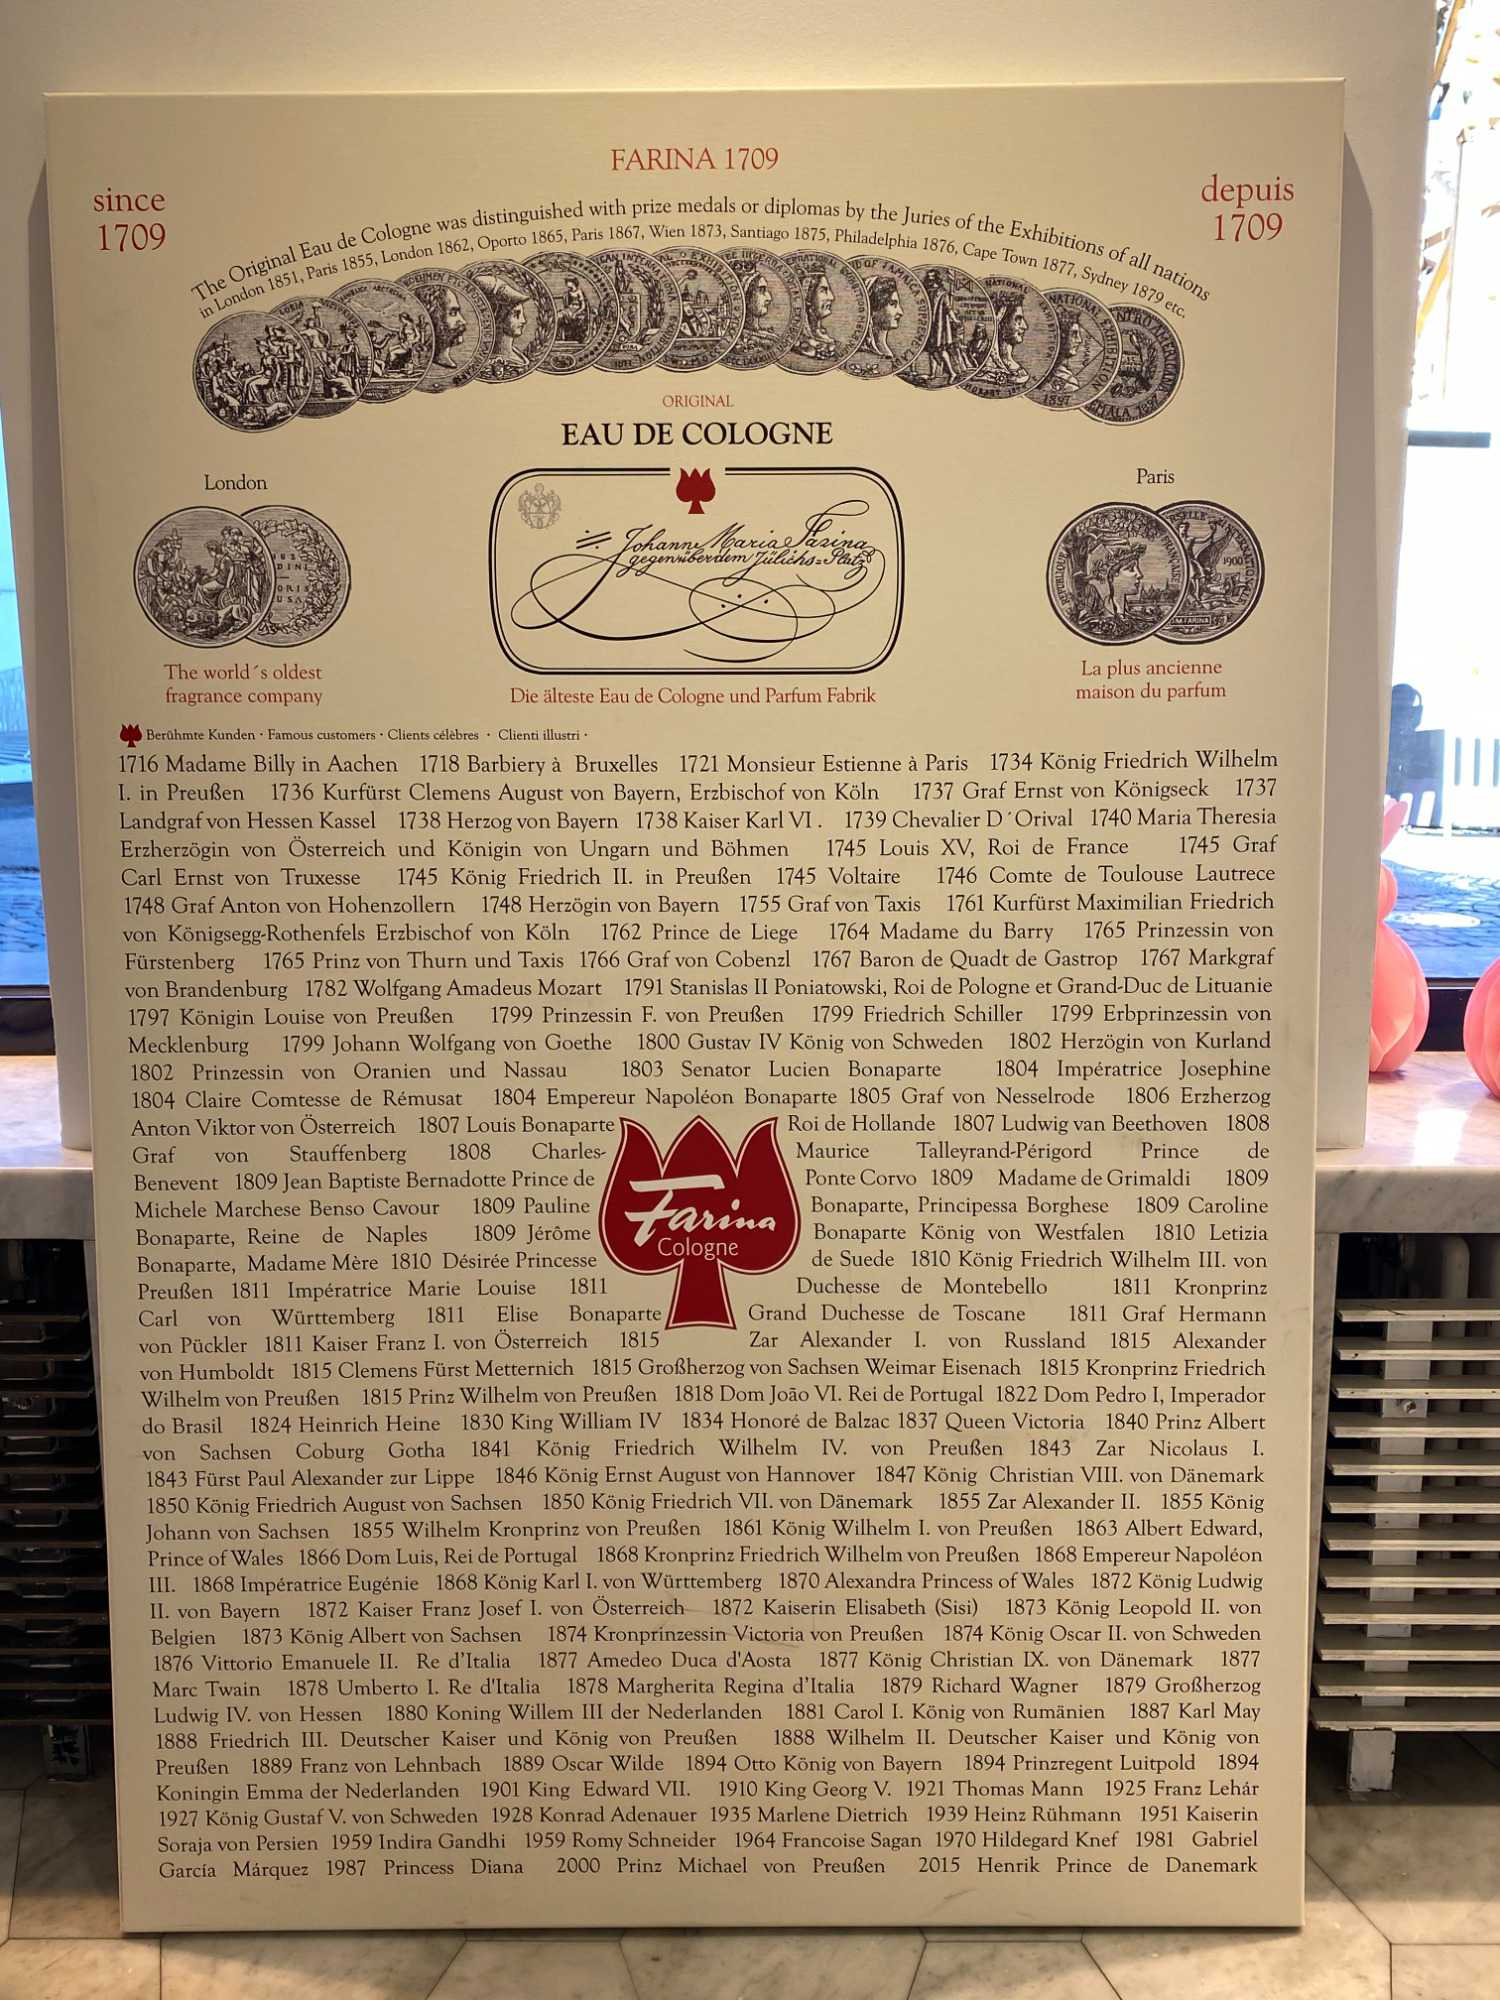 FARINA 1709
since
1709
depuis
1709
The Original Eau de Cologne was distinguished with prize medals or diplomas by the Juries of the Exhibitions of all nations
in London 1851, Paris 1855, London 1862, Oporto 1865, Paris 1867, Wien 1873, Santiago 1875, Philadelphia 1876, Cape Town 1877, Sydney 1879 etc.
ORIGINAL
EAU DE COLOGNE
London
Paris
Johann Maria Farina
gegenüber dem Jülichs-Platz
1900
J.M. FARINA
The world´s oldest
fragrance company
Die älteste Eau de Cologne und Parfum Fabrik
La plus ancienne
maison du parfum
Berühmte Kunden · Famous customers · Clients célèbres · Clienti illustri ·
1716 Madame Billy in Aachen 1718 Barbiery à Bruxelles 1721 Monsieur Estienne à Paris 1734 König Friedrich Wilhelm
I. in Preußen 1736 Kurfürst Clemens August von Bayern, Erzbischof von Köln 1737 Graf Ernst von Königseck 1737
Landgraf von Hessen Kassel 1738 Herzog von Bayern 1738 Kaiser Karl VI . 1739 Chevalier D´Orival 1740 Maria Theresia
Erzherzögin von Österreich und Königin von Ungarn und Böhmen 1745 Louis XV, Roi de France 1745 Graf
Carl Ernst von Truxesse 1745 König Friedrich II. in Preußen 1745 Voltaire 1746 Comte de Toulouse Lautrece
1748 Graf Anton von Hohenzollern 1748 Herzögin von Bayern 1755 Graf von Taxis 1761 Kurfürst Maximilian Friedrich
von Königsegg-Rothenfels Erzbischof von Köln 1762 Prince de Liege 1764 Madame du Barry 1765 Prinzessin von
Fürstenberg 1765 Prinz von Thurn und Taxis 1766 Graf von Cobenzl 1767 Baron de Quadt de Gastrop 1767 Markgraf
von Brandenburg 1782 Wolfgang Amadeus Mozart 1791 Stanislas II Poniatowski, Roi de Pologne et Grand-Duc de Lituanie
1797 Königin Louise von Preußen 1799 Prinzessin F. von Preußen 1799 Friedrich Schiller 1799 Erbprinzessin von
Mecklenburg 1799 Johann Wolfgang von Goethe 1800 Gustav IV König von Schweden 1802 Herzögin von Kurland
1802 Prinzessin von Oranien und Nassau 1803 Senator Lucien Bonaparte 1804 Impératrice Josephine
1804 Claire Comtesse de Rémusat 1804 Empereur Napoléon Bonaparte 1805 Graf von Nesselrode 1806 Erzherzog
Anton Viktor von Österreich 1807 Louis Bonaparte Roi de Hollande 1807 Ludwig van Beethoven 1808
Graf von Stauffenberg 1808 Charles- Maurice Talleyrand-Périgord Prince de
Benevent 1809 Jean Baptiste Bernadotte Prince de Ponte Corvo 1809 Madame de Grimaldi 1809
Michele Marchese Benso Cavour 1809 Pauline Bonaparte, Principessa Borghese 1809 Caroline
Bonaparte, Reine de Naples 1809 Jérôme Bonaparte König von Westfalen 1810 Letizia
Bonaparte, Madame Mère 1810 Désirée Princesse de Suede 1810 König Friedrich Wilhelm III. von
Preußen 1811 Impératrice Marie Louise 1811 Duchesse de Montebello 1811 Kronprinz
Carl von Württemberg 1811 Elise Bonaparte Grand Duchesse de Toscane 1811 Graf Hermann
von Pückler 1811 Kaiser Franz I. von Österreich 1815 Zar Alexander I. von Russland 1815 Alexander
Farina
Cologne
von Humboldt 1815 Clemens Fürst Metternich 1815 Großherzog von Sachsen Weimar Eisenach 1815 Kronprinz Friedrich
Wilhelm von Preußen 1815 Prinz Wilhelm von Preußen 1818 Dom João VI. Rei de Portugal 1822 Dom Pedro I, Imperador
do Brasil 1824 Heinrich Heine 1830 King William IV 1834 Honoré de Balzac 1837 Queen Victoria 1840 Prinz Albert
von Sachsen Coburg Gotha 1841 König Friedrich Wilhelm IV. von Preußen 1843 Zar Nicolaus I.
1843 Fürst Paul Alexander zur Lippe 1846 König Ernst August von Hannover 1847 König Christian VIII. von Dänemark
1850 König Friedrich August von Sachsen 1850 König Friedrich VII. von Dänemark 1855 Zar Alexander II. 1855 König
Johann von Sachsen 1855 Wilhelm Kronprinz von Preußen 1861 König Wilhelm I. von Preußen 1863 Albert Edward,
Prince of Wales 1866 Dom Luis, Rei de Portugal 1868 Kronprinz Friedrich Wilhelm von Preußen 1868 Empereur Napoléon
III. 1868 Impératrice Eugénie 1868 König Karl I. von Württemberg 1870 Alexandra Princess of Wales 1872 König Ludwig
II. von Bayern 1872 Kaiser Franz Josef I. von Österreich 1872 Kaiserin Elisabeth (Sisi) 1873 König Leopold II. von
Belgien 1873 König Albert von Sachsen 1874 Kronprinzessin Victoria von Preußen 1874 König Oscar II. von Schweden
1876 Vittorio Emanuele II. Re d'Italia 1877 Amedeo Duca d'Aosta 1877 König Christian IX. von Dänemark 1877
Marc Twain 1878 Umberto I. Re d'Italia 1878 Margherita Regina d'Italia 1879 Richard Wagner 1879 Großherzog
Ludwig IV. von Hessen 1880 Koning Willem III der Nederlanden 1881 Carol I. König von Rumänien 1887 Karl May
1888 Friedrich III. Deutscher Kaiser und König von Preußen 1888 Wilhelm II. Deutscher Kaiser und König von
Preußen 1889 Franz von Lehnbach 1889 Oscar Wilde 1894 Otto König von Bayern 1894 Prinzregent Luitpold 1894
Koningin Emma der Nederlanden 1901 King Edward VII. 1910 King Georg V. 1921 Thomas Mann 1925 Franz Lehár
1927 König Gustaf V. von Schweden 1928 Konrad Adenauer 1935 Marlene Dietrich 1939 Heinz Rühmann 1951 Kaiserin
Soraja von Persien 1959 Indira Gandhi 1959 Romy Schneider 1964 Francoise Sagan 1970 Hildegard Knef 1981 Gabriel
García Márquez 1987 Princess Diana 2000 Prinz Michael von Preußen 2015 Henrik Prince de Danemark